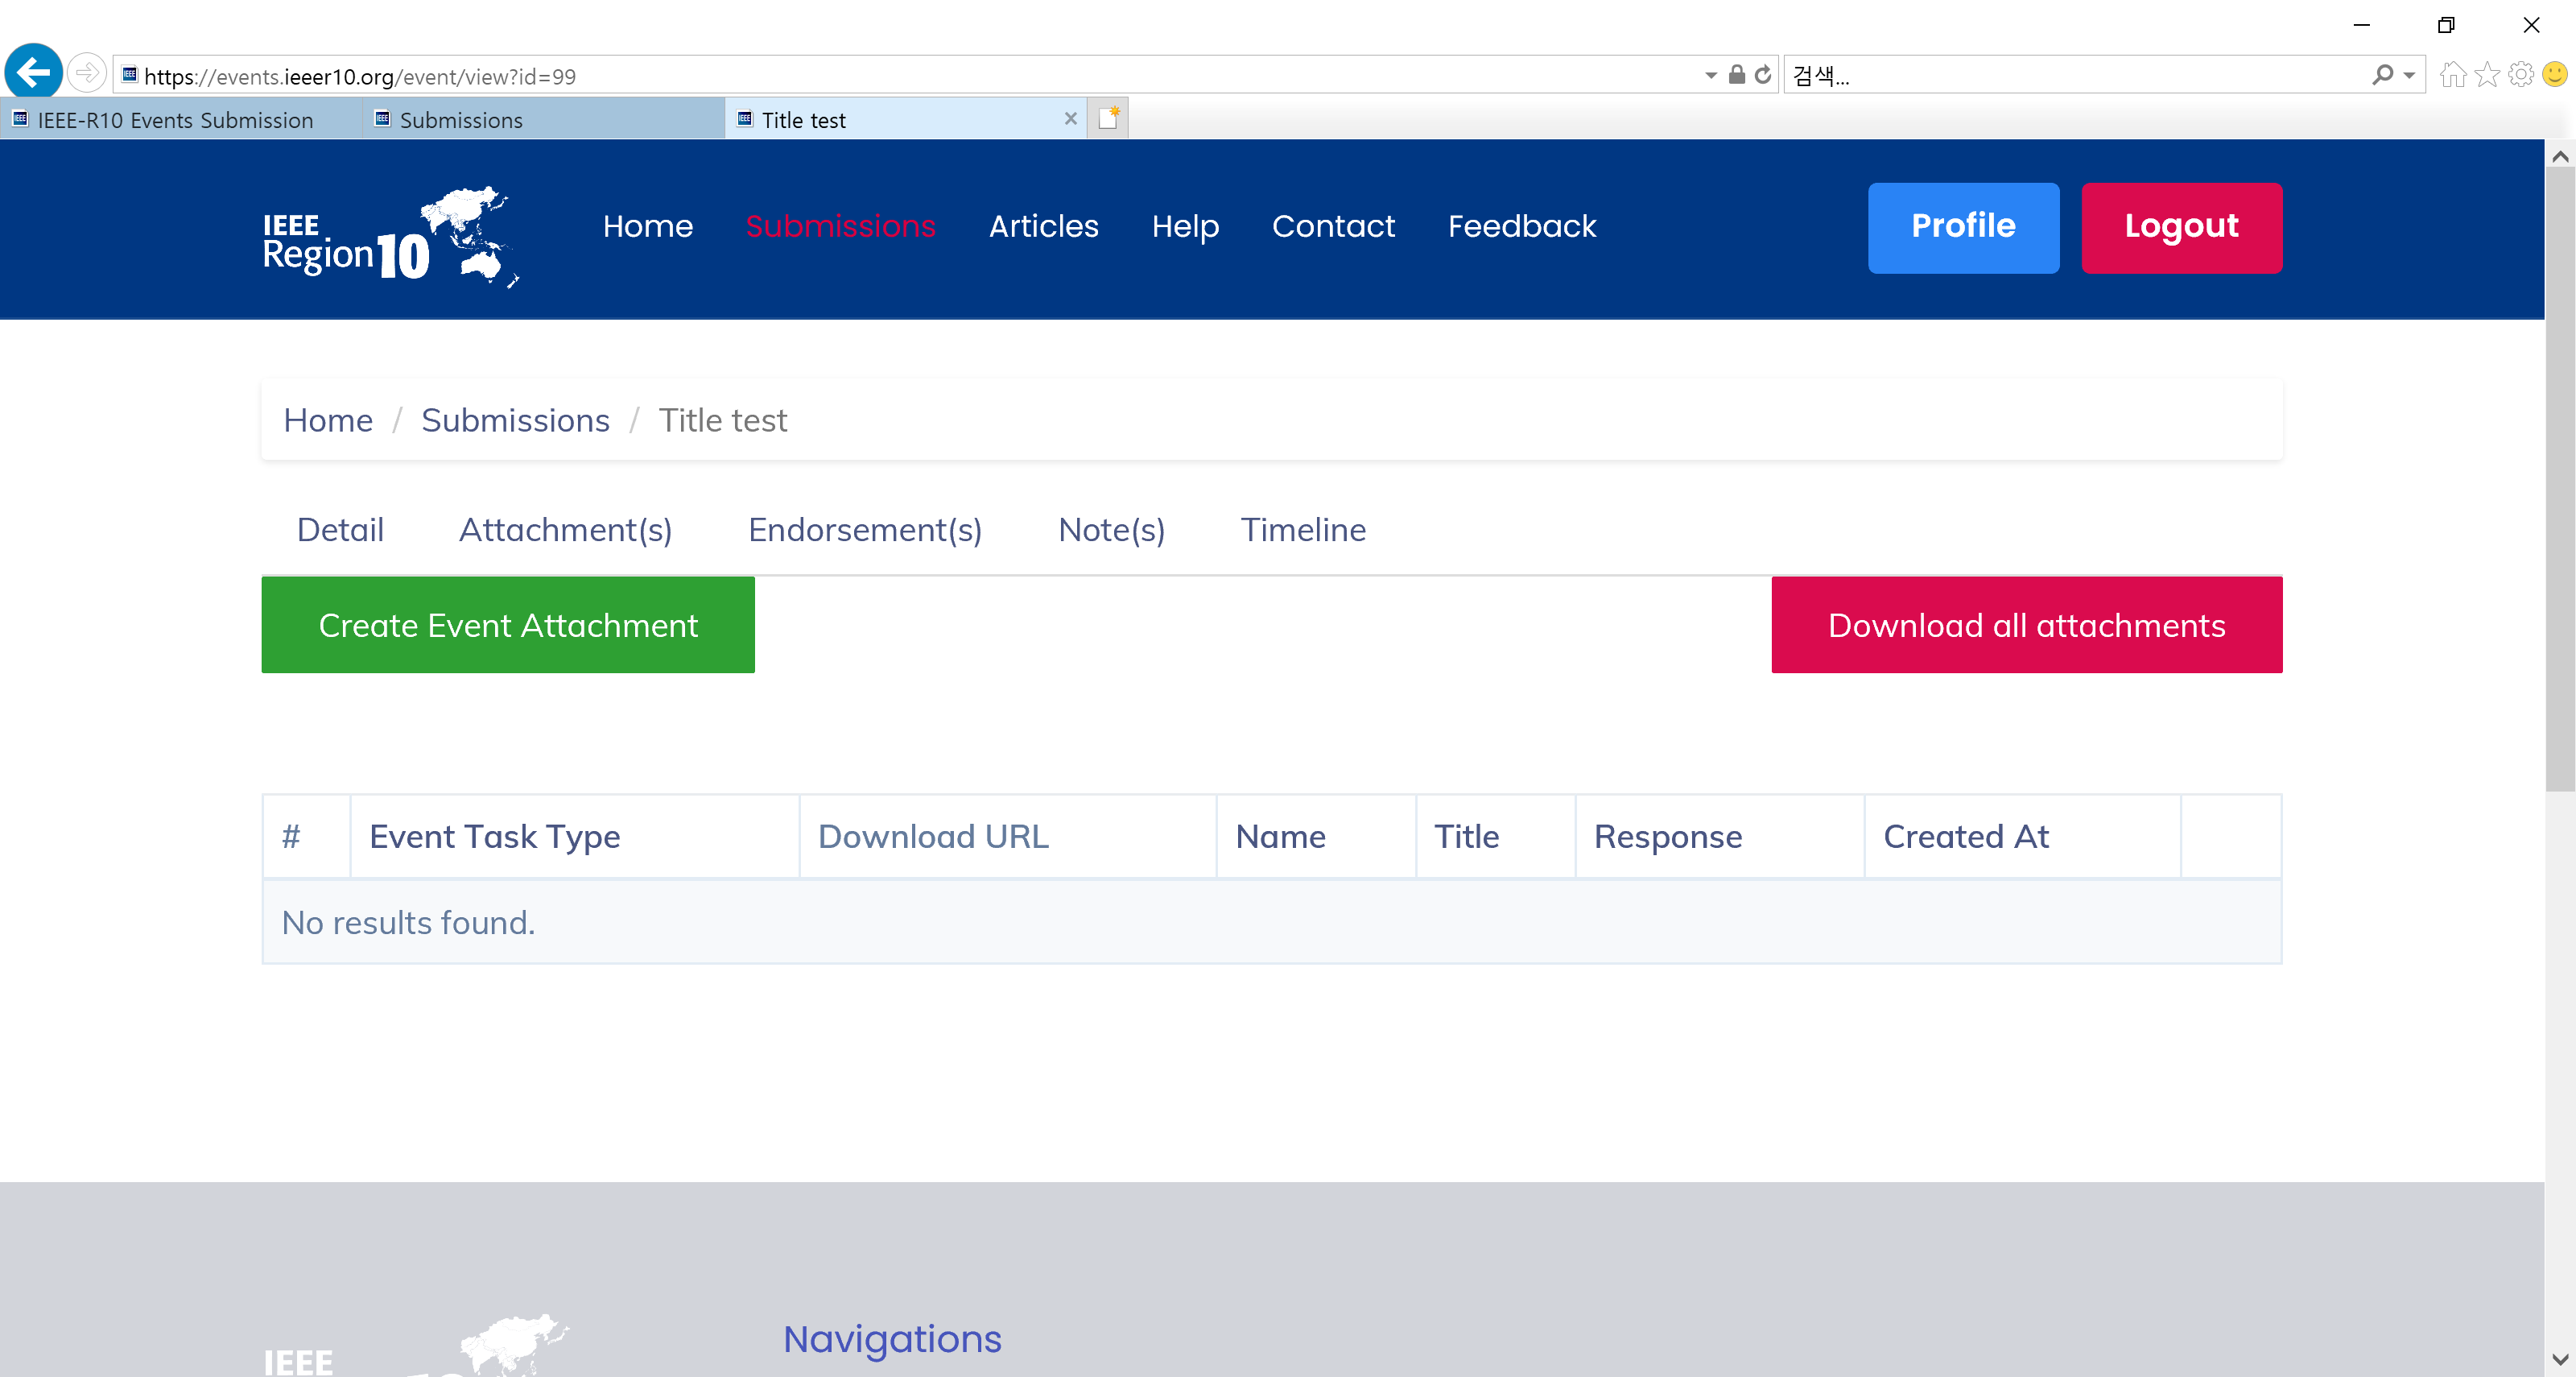 https://events.ieeer10.org/event/view?id=99
검색...
IEEE-R10 Events Submission
Submissions
Title test
IEEE
Region 10
Home
Submissions
Articles
Help
Contact
Feedback
Profile
Logout
Home / Submissions / Title test
Detail
Attachment(s)
Endorsement(s)
Note(s)
Timeline
Create Event Attachment
Download all attachments
# Event Task Type Download URL Name Title Response Created At
No results found.
IEEE
Navigations